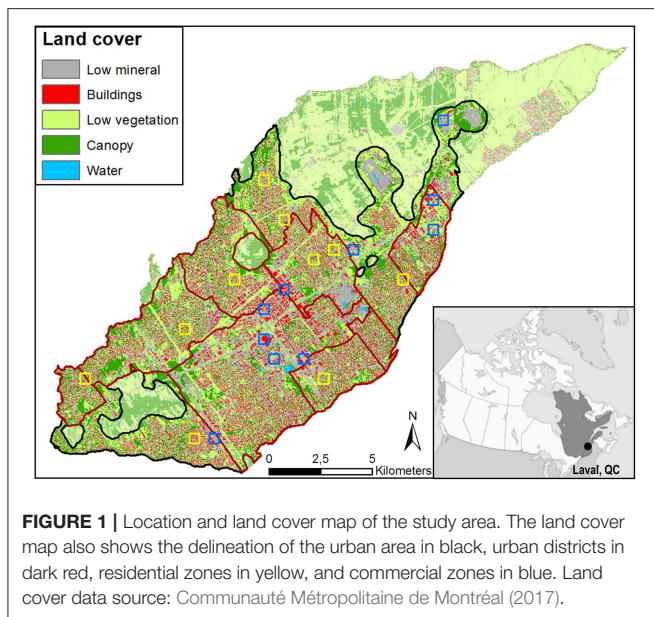 Land cover
Low mineral
Buildings
Low vegetation
Canopy
Water
N
0 2,5 5
Kilometers
Laval, QC
FIGURE 1 | Location and land cover map of the study area. The land cover
map also shows the delineation of the urban area in black, urban districts in
dark red, residential zones in yellow, and commercial zones in blue. Land
cover data source: Communauté Métropolitaine de Montréal (2017).